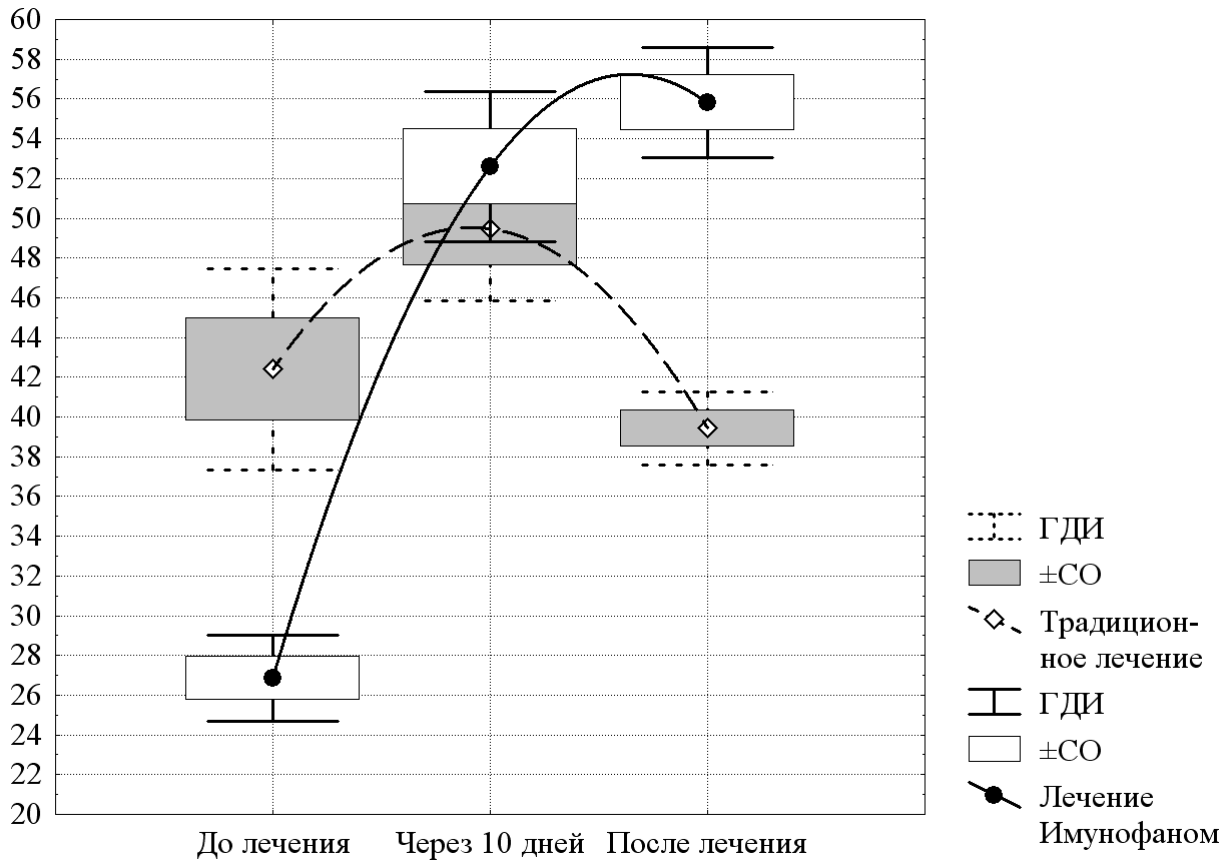 60
58
56
54
52
50
48
46
44
42
40
38
36
34
32
30
28
26
24
22
20
До лечения
Через 10 дней
После лечения
ГДИ
±СО
Традицион-
ное лечение
ГДИ
±СО
Лечение
Имунофаном